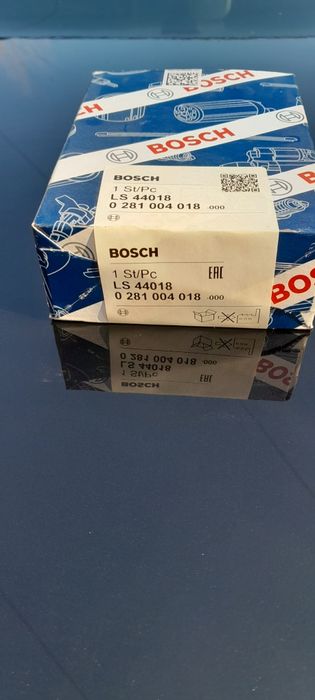 BOSCH
BOSCH
BOSCH
1 St/Pc
LS 44018
0 281 004 018 -000
BOSCH
1 St/Pc
EAC
LS 44018
0 281 004 018 -000
BOS